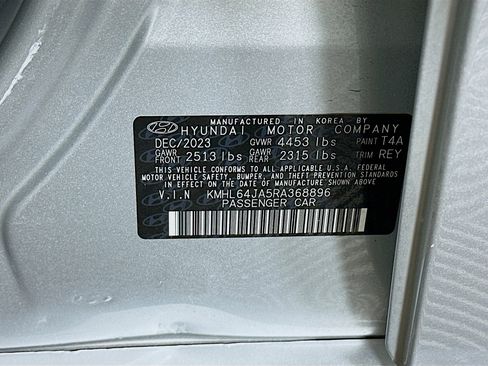 MANUFACTURED IN KOREA BY
HYUNDAI MOTOR COMPANY
DEC/2023 GVWR 4453 lbs PAINT T4A
GAWR FRONT 2513 lbs GAWR REAR 2315 lbs TRIM REY
THIS VEHICLE CONFORMS TO ALL APPLICABLE U.S.A. FEDERAL
MOTOR VEHICLE SAFETY, BUMPER, AND THEFT PREVENTION STANDARDS
IN EFFECT ON THE DATE OF MANUFACTURE SHOWN ABOVE.
V.I.N KMHL64JA5RA368896
PASSENGER CAR